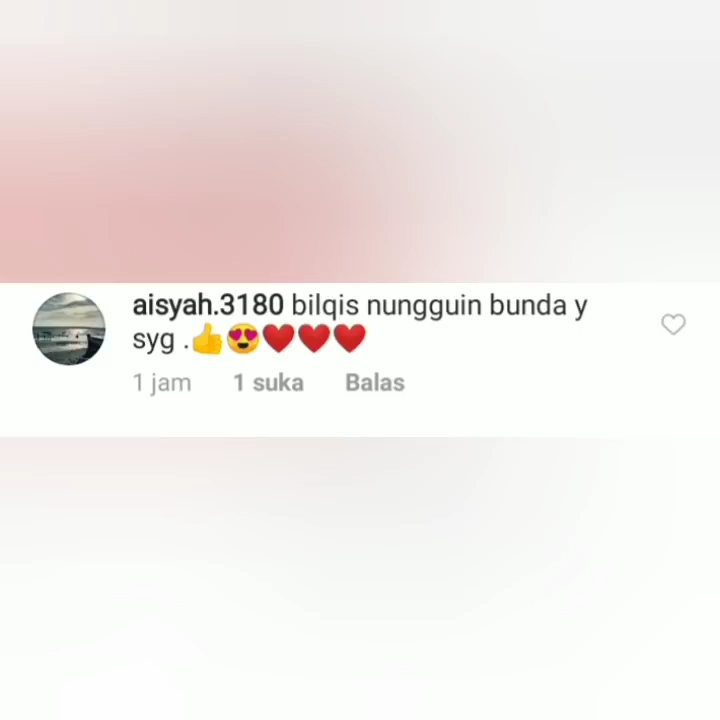 aisyah.3180 bilqis nungguin bunda y
syg .👍😍❤️❤️❤️
1 jam 1 suka Balas